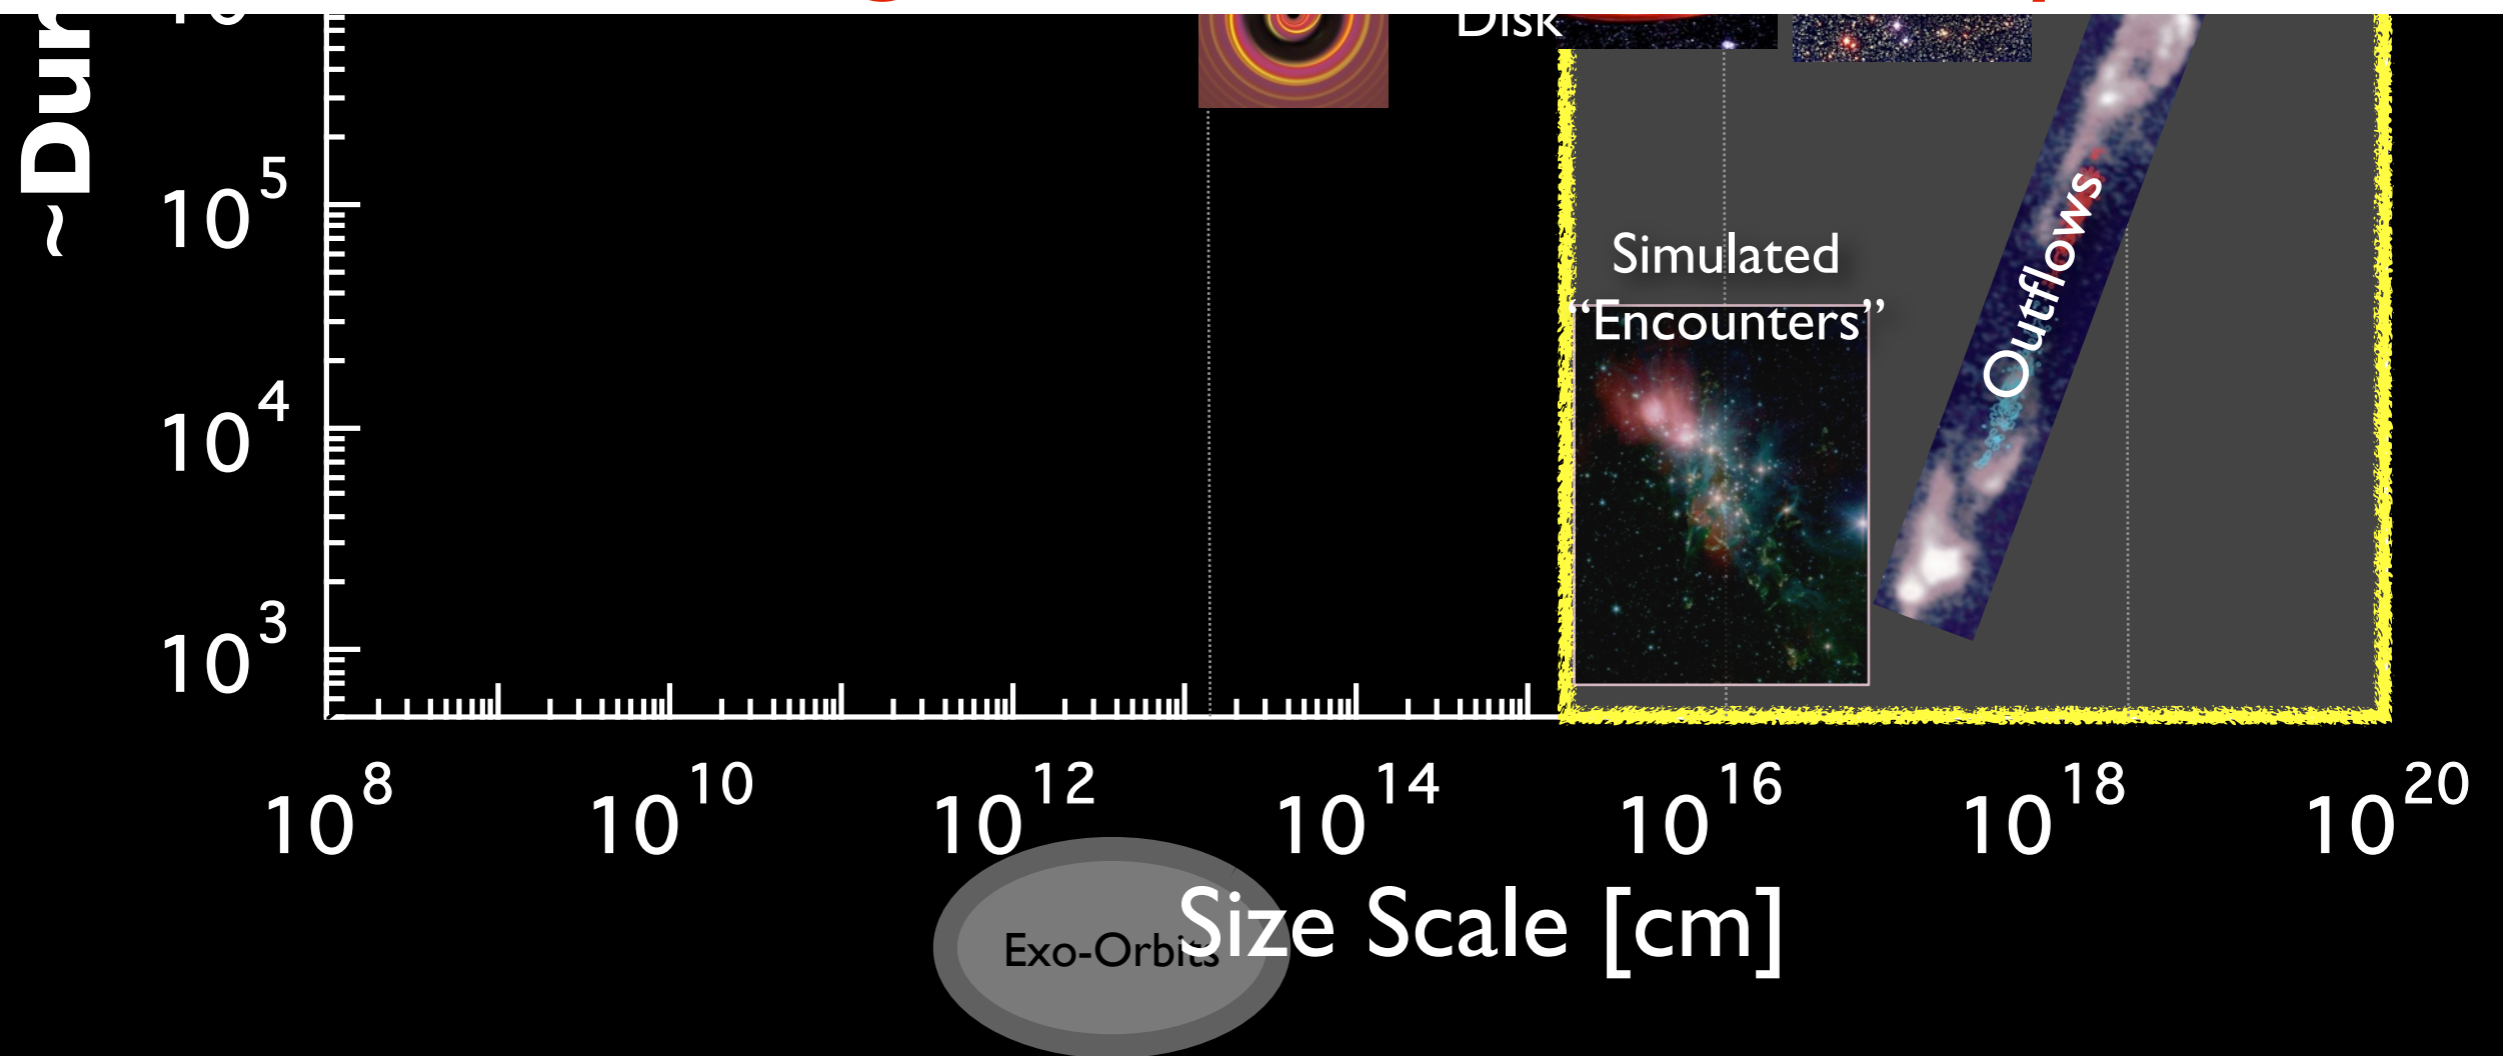 ~Dur
Disk
10^5
Simulated
“Encounters”
Outflows
10^4
10^3
10^8 10^10 10^12 10^14 10^16 10^18 10^20
Size Scale [cm]
Exo-Orbits